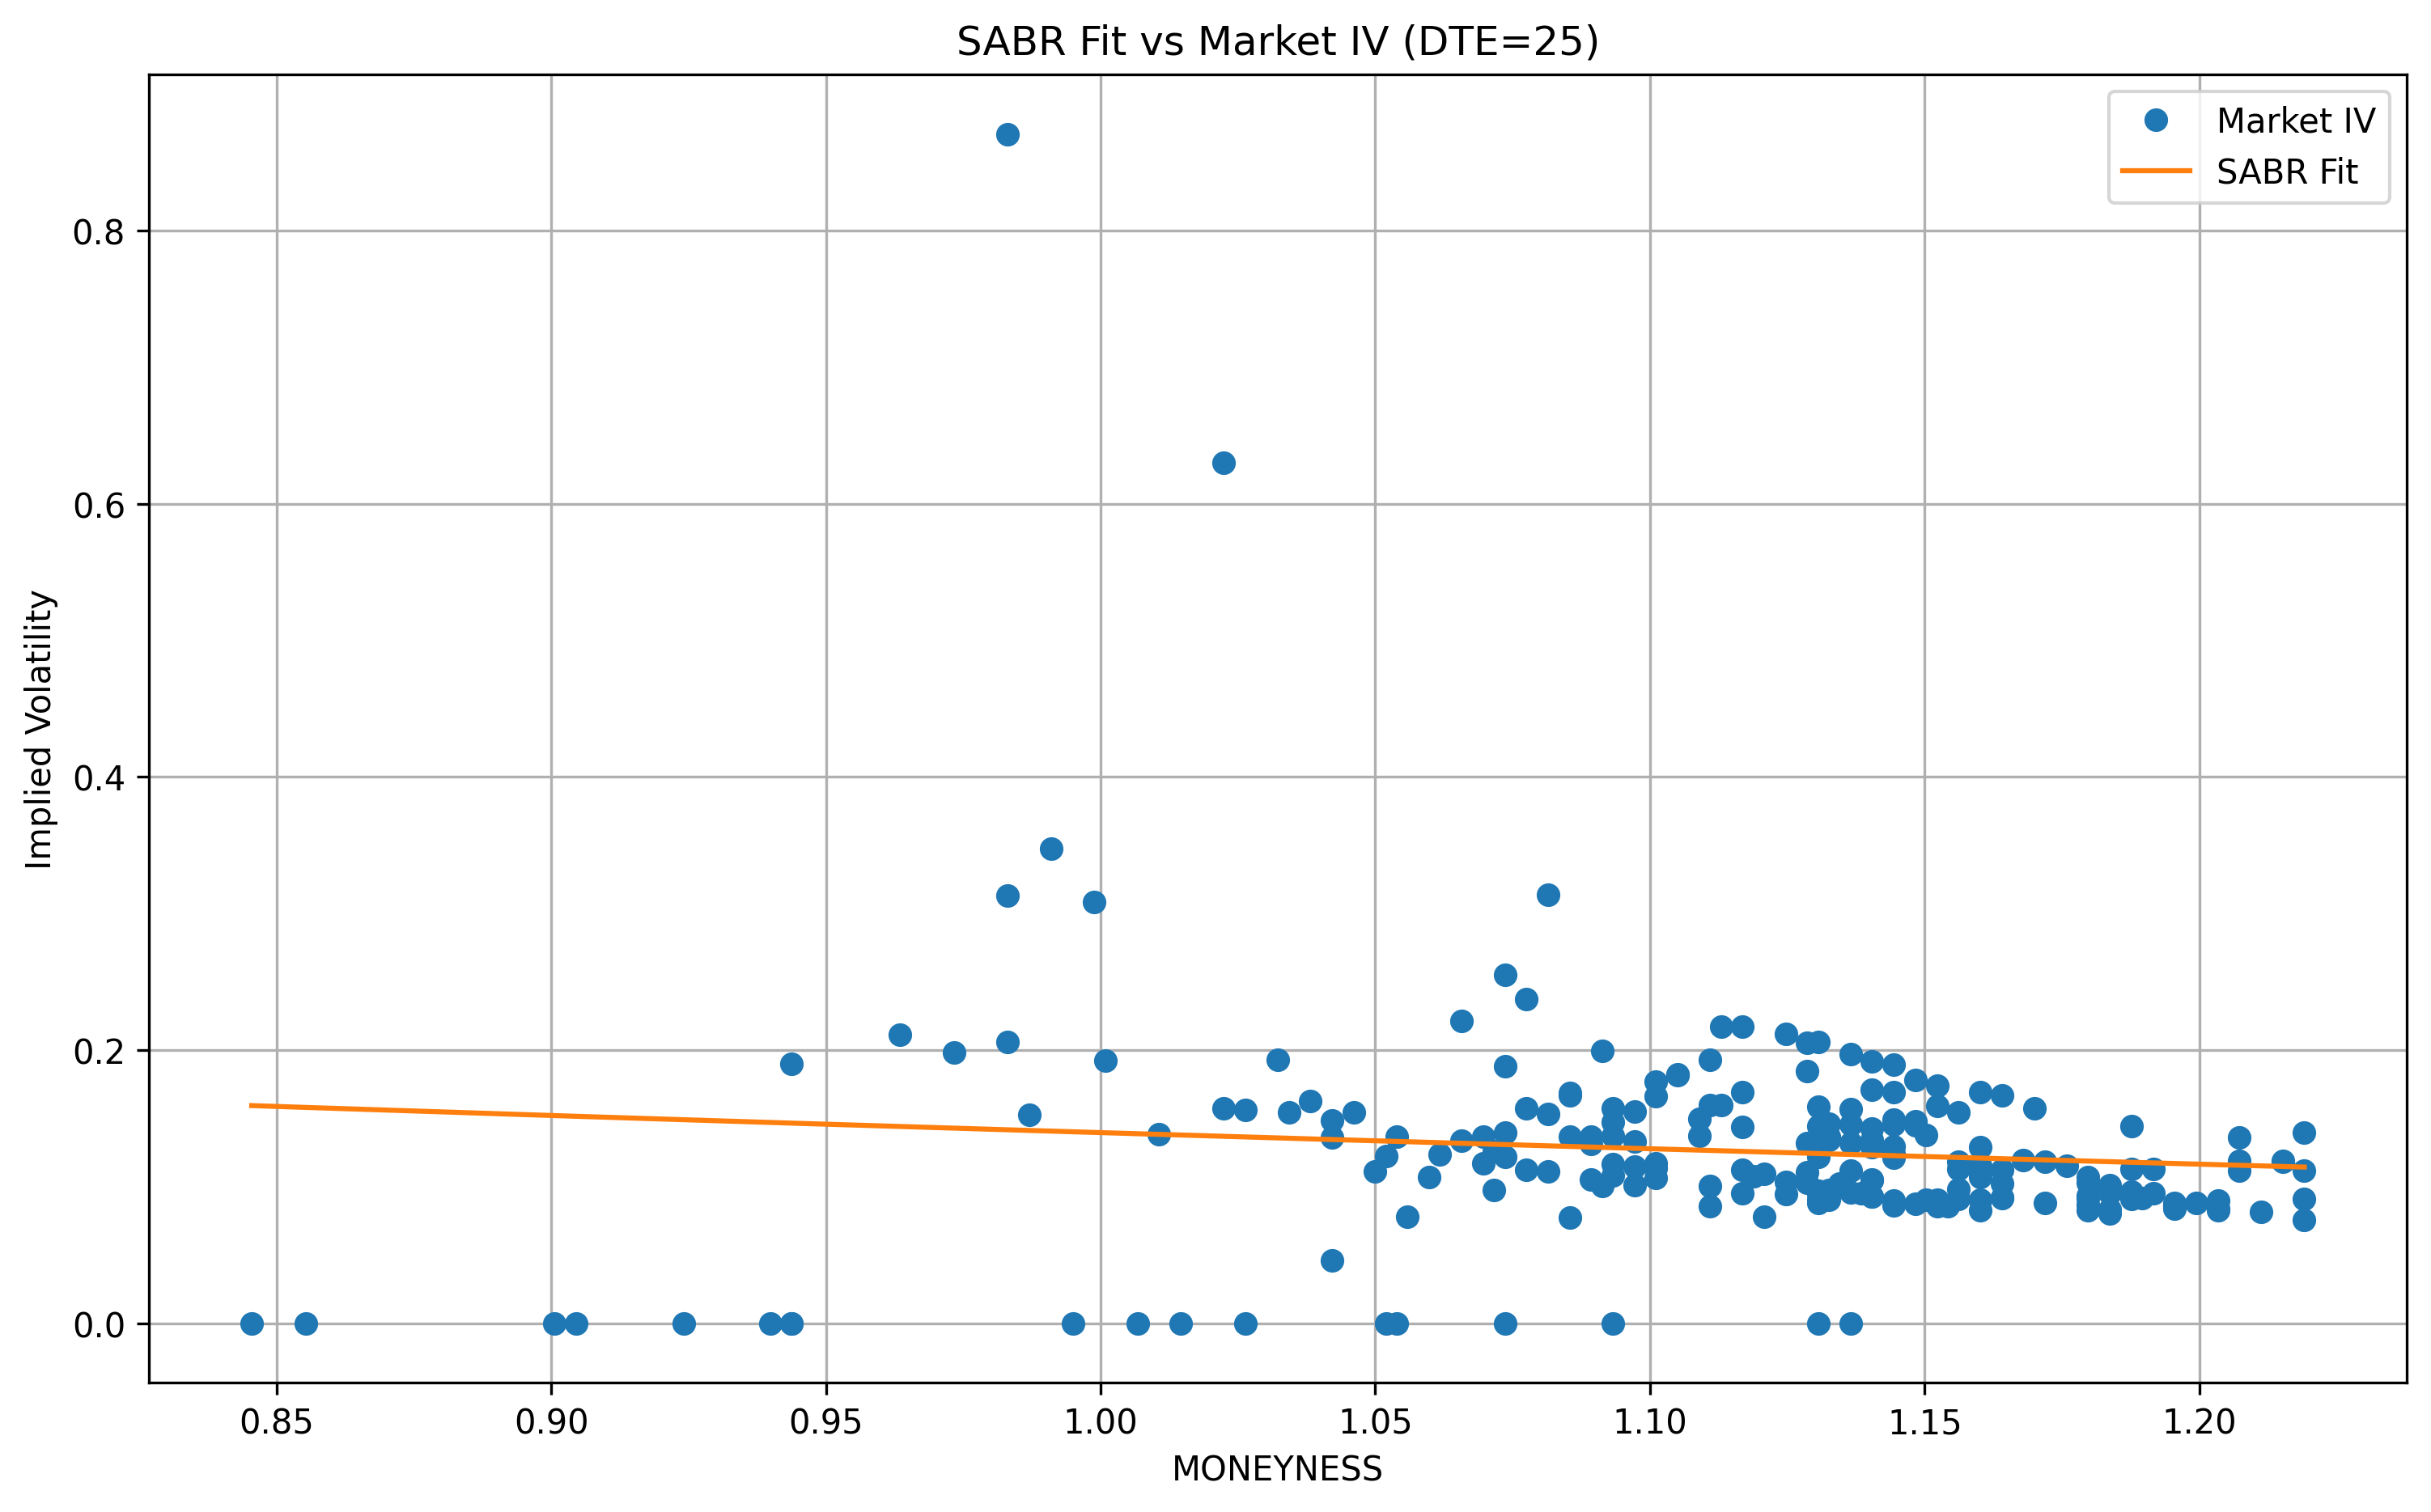 SABR Fit vs Market IV (DTE=25)
Market IV
SABR Fit
Implied Volatility
0.8
0.6
0.4
0.2
0.0
0.85 0.90 0.95 1.00 1.05 1.10 1.15 1.20
MONEYNESS